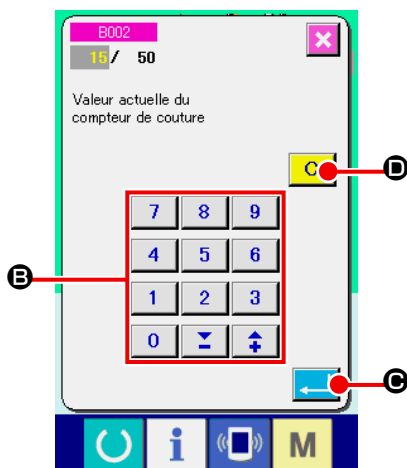 B002
15/ 50
Valeur actuelle du
compteur de couture
C
D
7 8 9
4 5 6
B
1 2 3
0
C
i
M